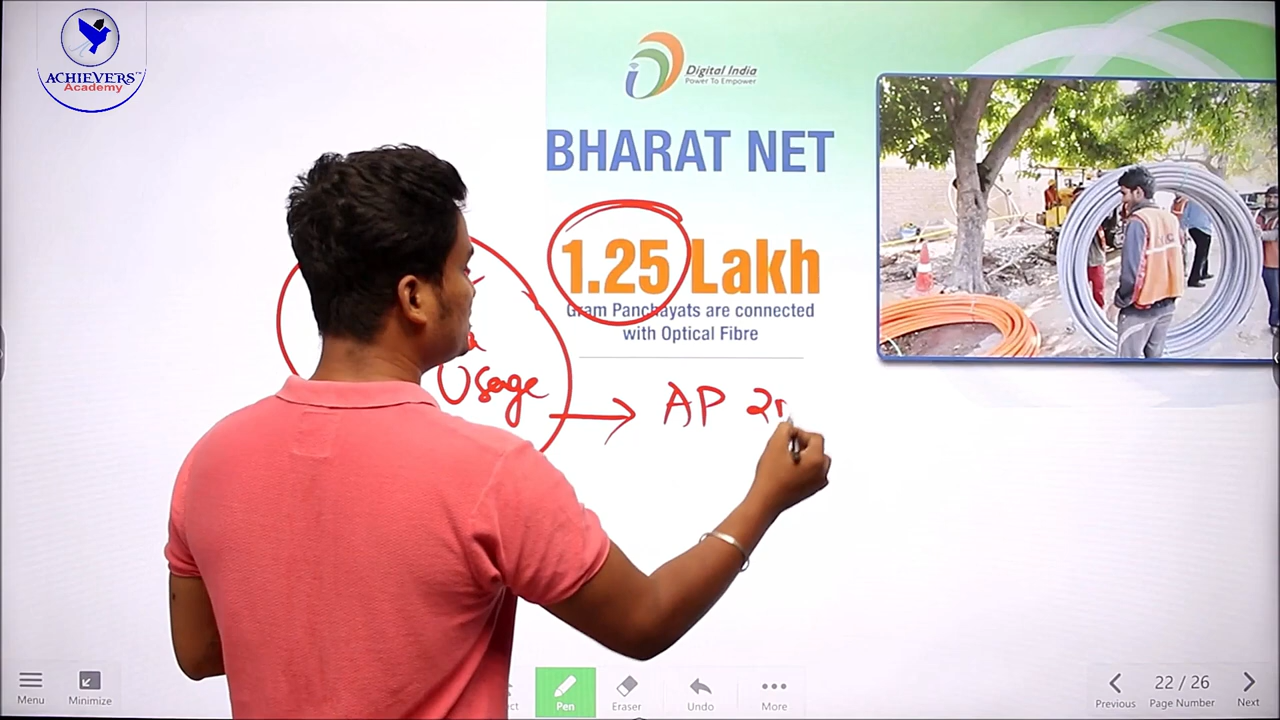 ACHIEVERS
Academy
Digital India
Power To Empower
BHARAT NET
1.25 Lakh
Gram Panchayats are connected
with Optical Fibre
Usage
AP
Menu
Minimize
Pen
Eraser
Undo
More
Previous
22 / 26
Page Number
Next